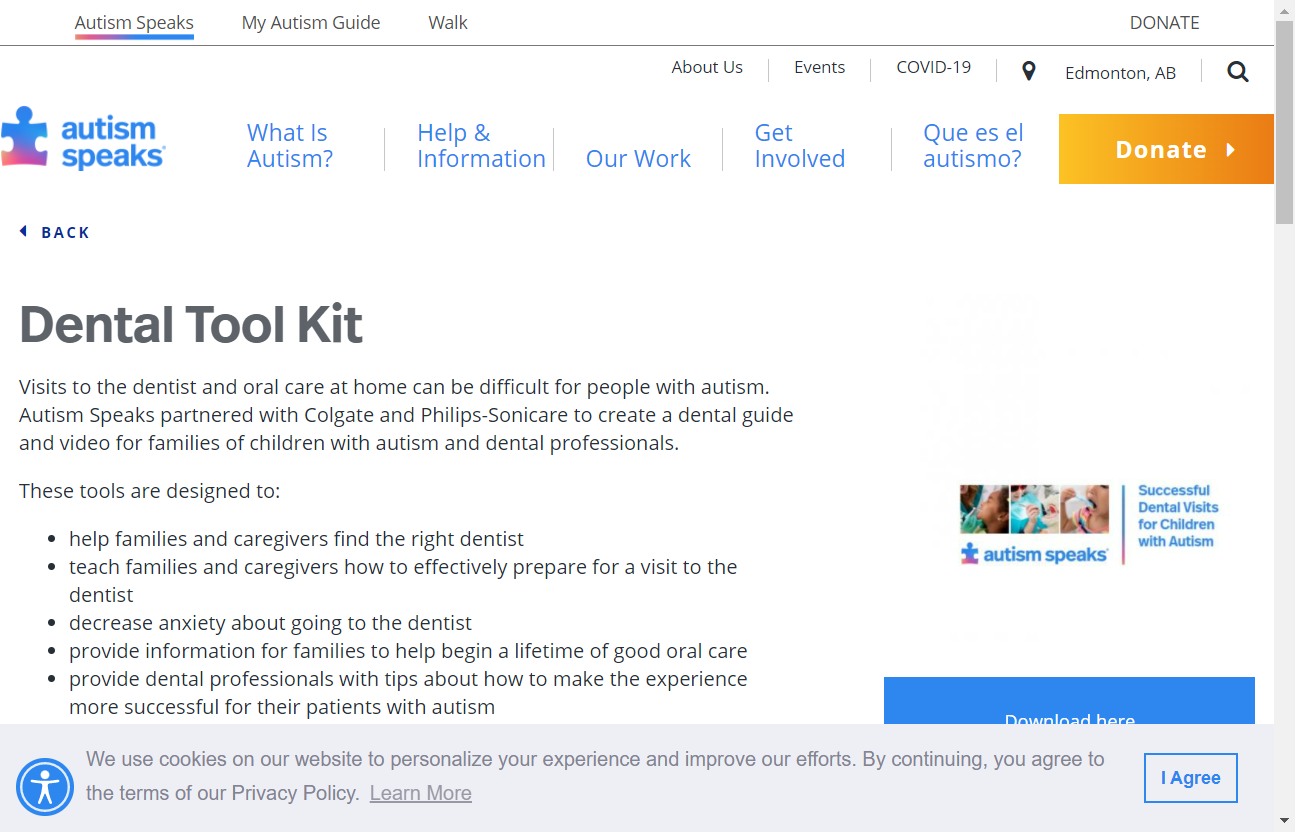 Autism Speaks
My Autism Guide
Walk
DONATE
About Us
Events
COVID-19
Edmonton, AB
autism
speaks
What Is
Autism?
Help &
Information
Our Work
Get
Involved
Que es el
autismo?
Donate
BACK
Dental Tool Kit
Visits to the dentist and oral care at home can be difficult for people with autism.
Autism Speaks partnered with Colgate and Philips-Sonicare to create a dental guide
and video for families of children with autism and dental professionals.
These tools are designed to:
• help families and caregivers find the right dentist
• teach families and caregivers how to effectively prepare for a visit to the
dentist
• decrease anxiety about going to the dentist
• provide information for families to help begin a lifetime of good oral care
• provide dental professionals with tips about how to make the experience
more successful for their patients with autism
autism speaks
Successful
Dental Visits
for Children
with Autism
Download here
We use cookies on our website to personalize your experience and improve our efforts. By continuing, you agree to
the terms of our Privacy Policy. Learn More
I Agree